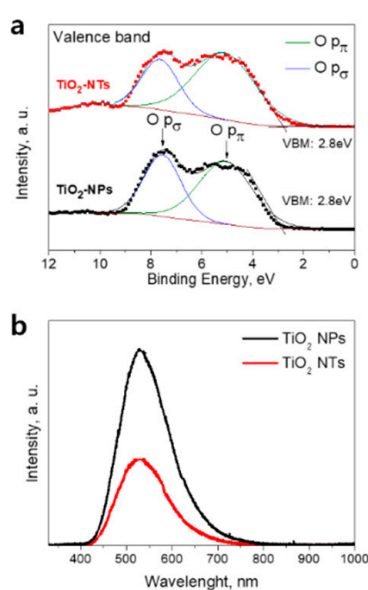 a
Valence band
O pπ
O pσ
TiO2-NTs
O pσ
O pπ
VBM: 2.8eV
TiO2-NPs
VBM: 2.8eV
Intensity, a. u.
12 10 8 6 4 2 0
Binding Energy, eV
b
TiO2 NPs
TiO2 NTs
Intensity, a. u.
400 500 600 700 800 900 1000
Wavelenght, nm